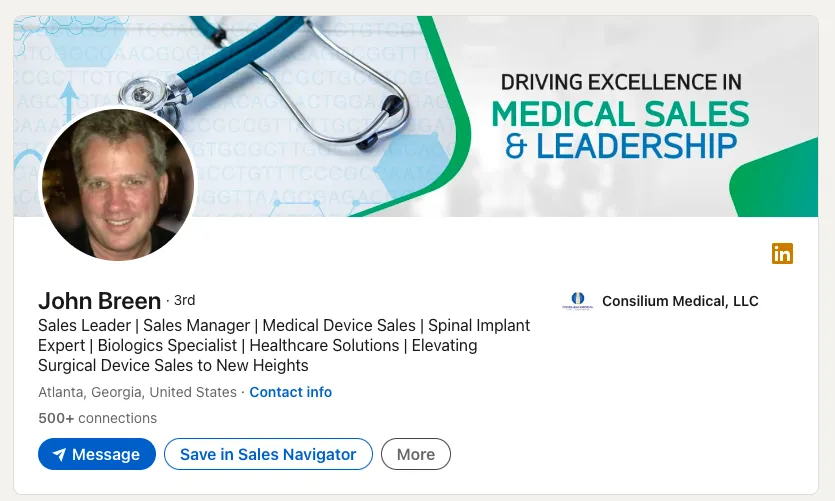 DRIVING EXCELLENCE IN
MEDICAL SALES
& LEADERSHIP
John Breen · 3rd
Sales Leader | Sales Manager | Medical Device Sales | Spinal Implant
Expert | Biologics Specialist | Healthcare Solutions | Elevating
Surgical Device Sales to New Heights
Atlanta, Georgia, United States · Contact info
500+ connections
Message
Save in Sales Navigator
More
in
Consilium Medical, LLC